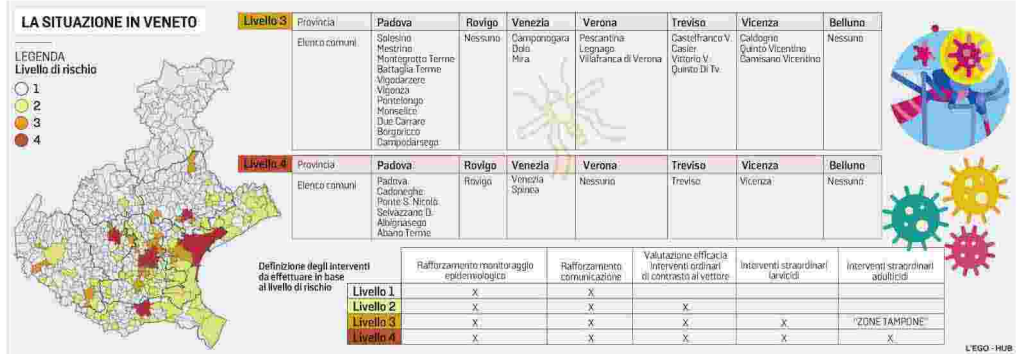 LA SITUAZIONE IN VENETO
LEGENDA
Livello di rischio
1
2
3
4
Livello 3 Provincia Padova Rovigo Venezia Verona Treviso Vicenza Belluno
Elenco comuni Solesino Nessuno Camponogara Pescantina Castelfranco V. Caldogno Nessuno
Mestrino Dolo Legnago Casier Quinto Vicentino
Montegrotto Terme Mira Villafranca di Verona Vittorio V. Camisano Vicentino
Battaglia Terme Quinto Di Tv.
Vigodarzere
Vigonza
Pontelongo
Monselice
Due Carrare
Borgoricco
Campodarsego
Livello 4 Provincia Padova Rovigo Venezia Verona Treviso Vicenza Belluno
Elenco comuni Padova Rovigo Venezia Nessuno Treviso Vicenza Nessuno
Cadoneghe Spinea
Ponte S. Nicolò
Selvazzano D.
Albignasego
Abano Terme
Definizione degli interventi
da effettuare in base
al livello di rischio
Rafforzamento monitoraggio
epidemiologico
Rafforzamento
comunicazione
Valutazione efficacia
interventi ordinari
di contrasto al vettore
Interventi straordinari
larvicidi
Interventi straordinari
adulticidi
Livello 1 X X
Livello 2 X X X
Livello 3 X X X X "ZONE TAMPONE"
Livello 4 X X X X X
L'EGO - HUB